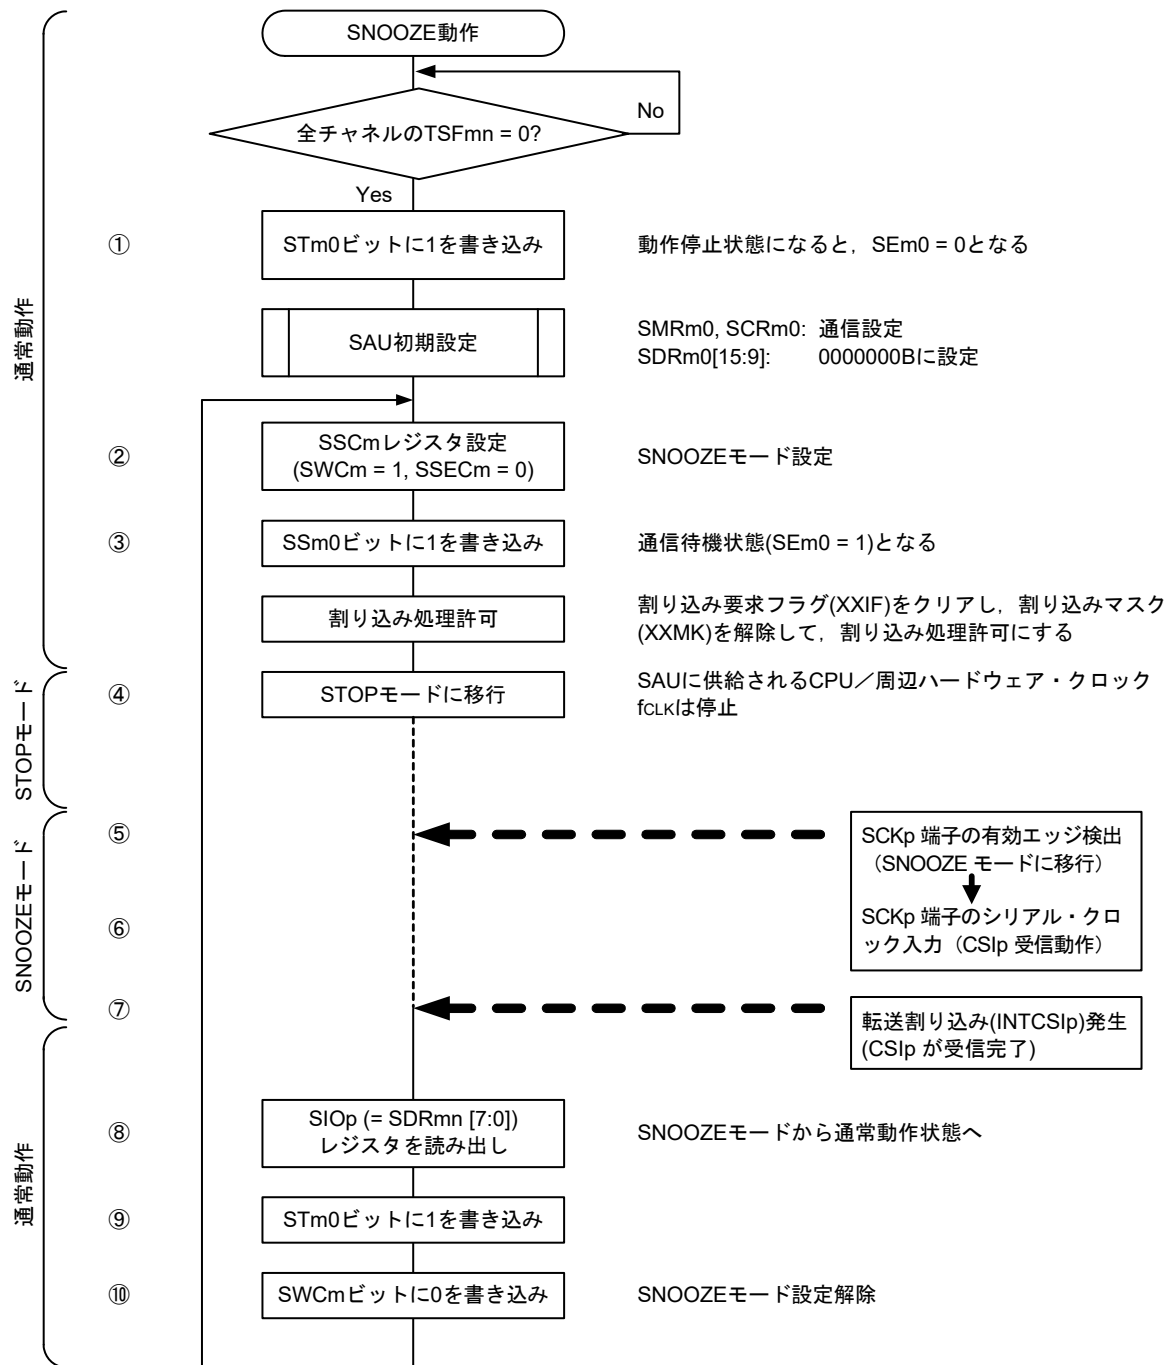 SNOOZE動作
No
全チャネルのTSFmn = 0?
Yes
通常動作
①
STm0ビットに1を書き込み
動作停止状態になると，SEm0 = 0となる
SAU初期設定
SMRm0, SCRm0: 通信設定
SDRm0[15:9]: 0000000Bに設定
②
SSCmレジスタ設定
(SWCm = 1, SSECm = 0)
SNOOZEモード設定
③
SSm0ビットに1を書き込み
通信待機状態(SEm0 = 1)となる
割り込み処理許可
割り込み要求フラグ(XXIF)をクリアし，割り込みマスク
(XXMK)を解除して，割り込み処理許可にする
STOPモード
④
STOPモードに移行
SAUに供給されるCPU／周辺ハードウェア・クロック
fCLKは停止
SNOOZEモード
⑤
SCKp 端子の有効エッジ検出
（SNOOZE モードに移行）
⑥
SCKp 端子のシリアル・クロ
ック入力（CSIp 受信動作）
⑦
転送割り込み(INTCSIp)発生
(CSIp が受信完了)
通常動作
⑧
SIOp (= SDRmn [7:0])
レジスタを読み出し
SNOOZEモードから通常動作状態へ
⑨
STm0ビットに1を書き込み
⑩
SWCmビットに0を書き込み
SNOOZEモード設定解除